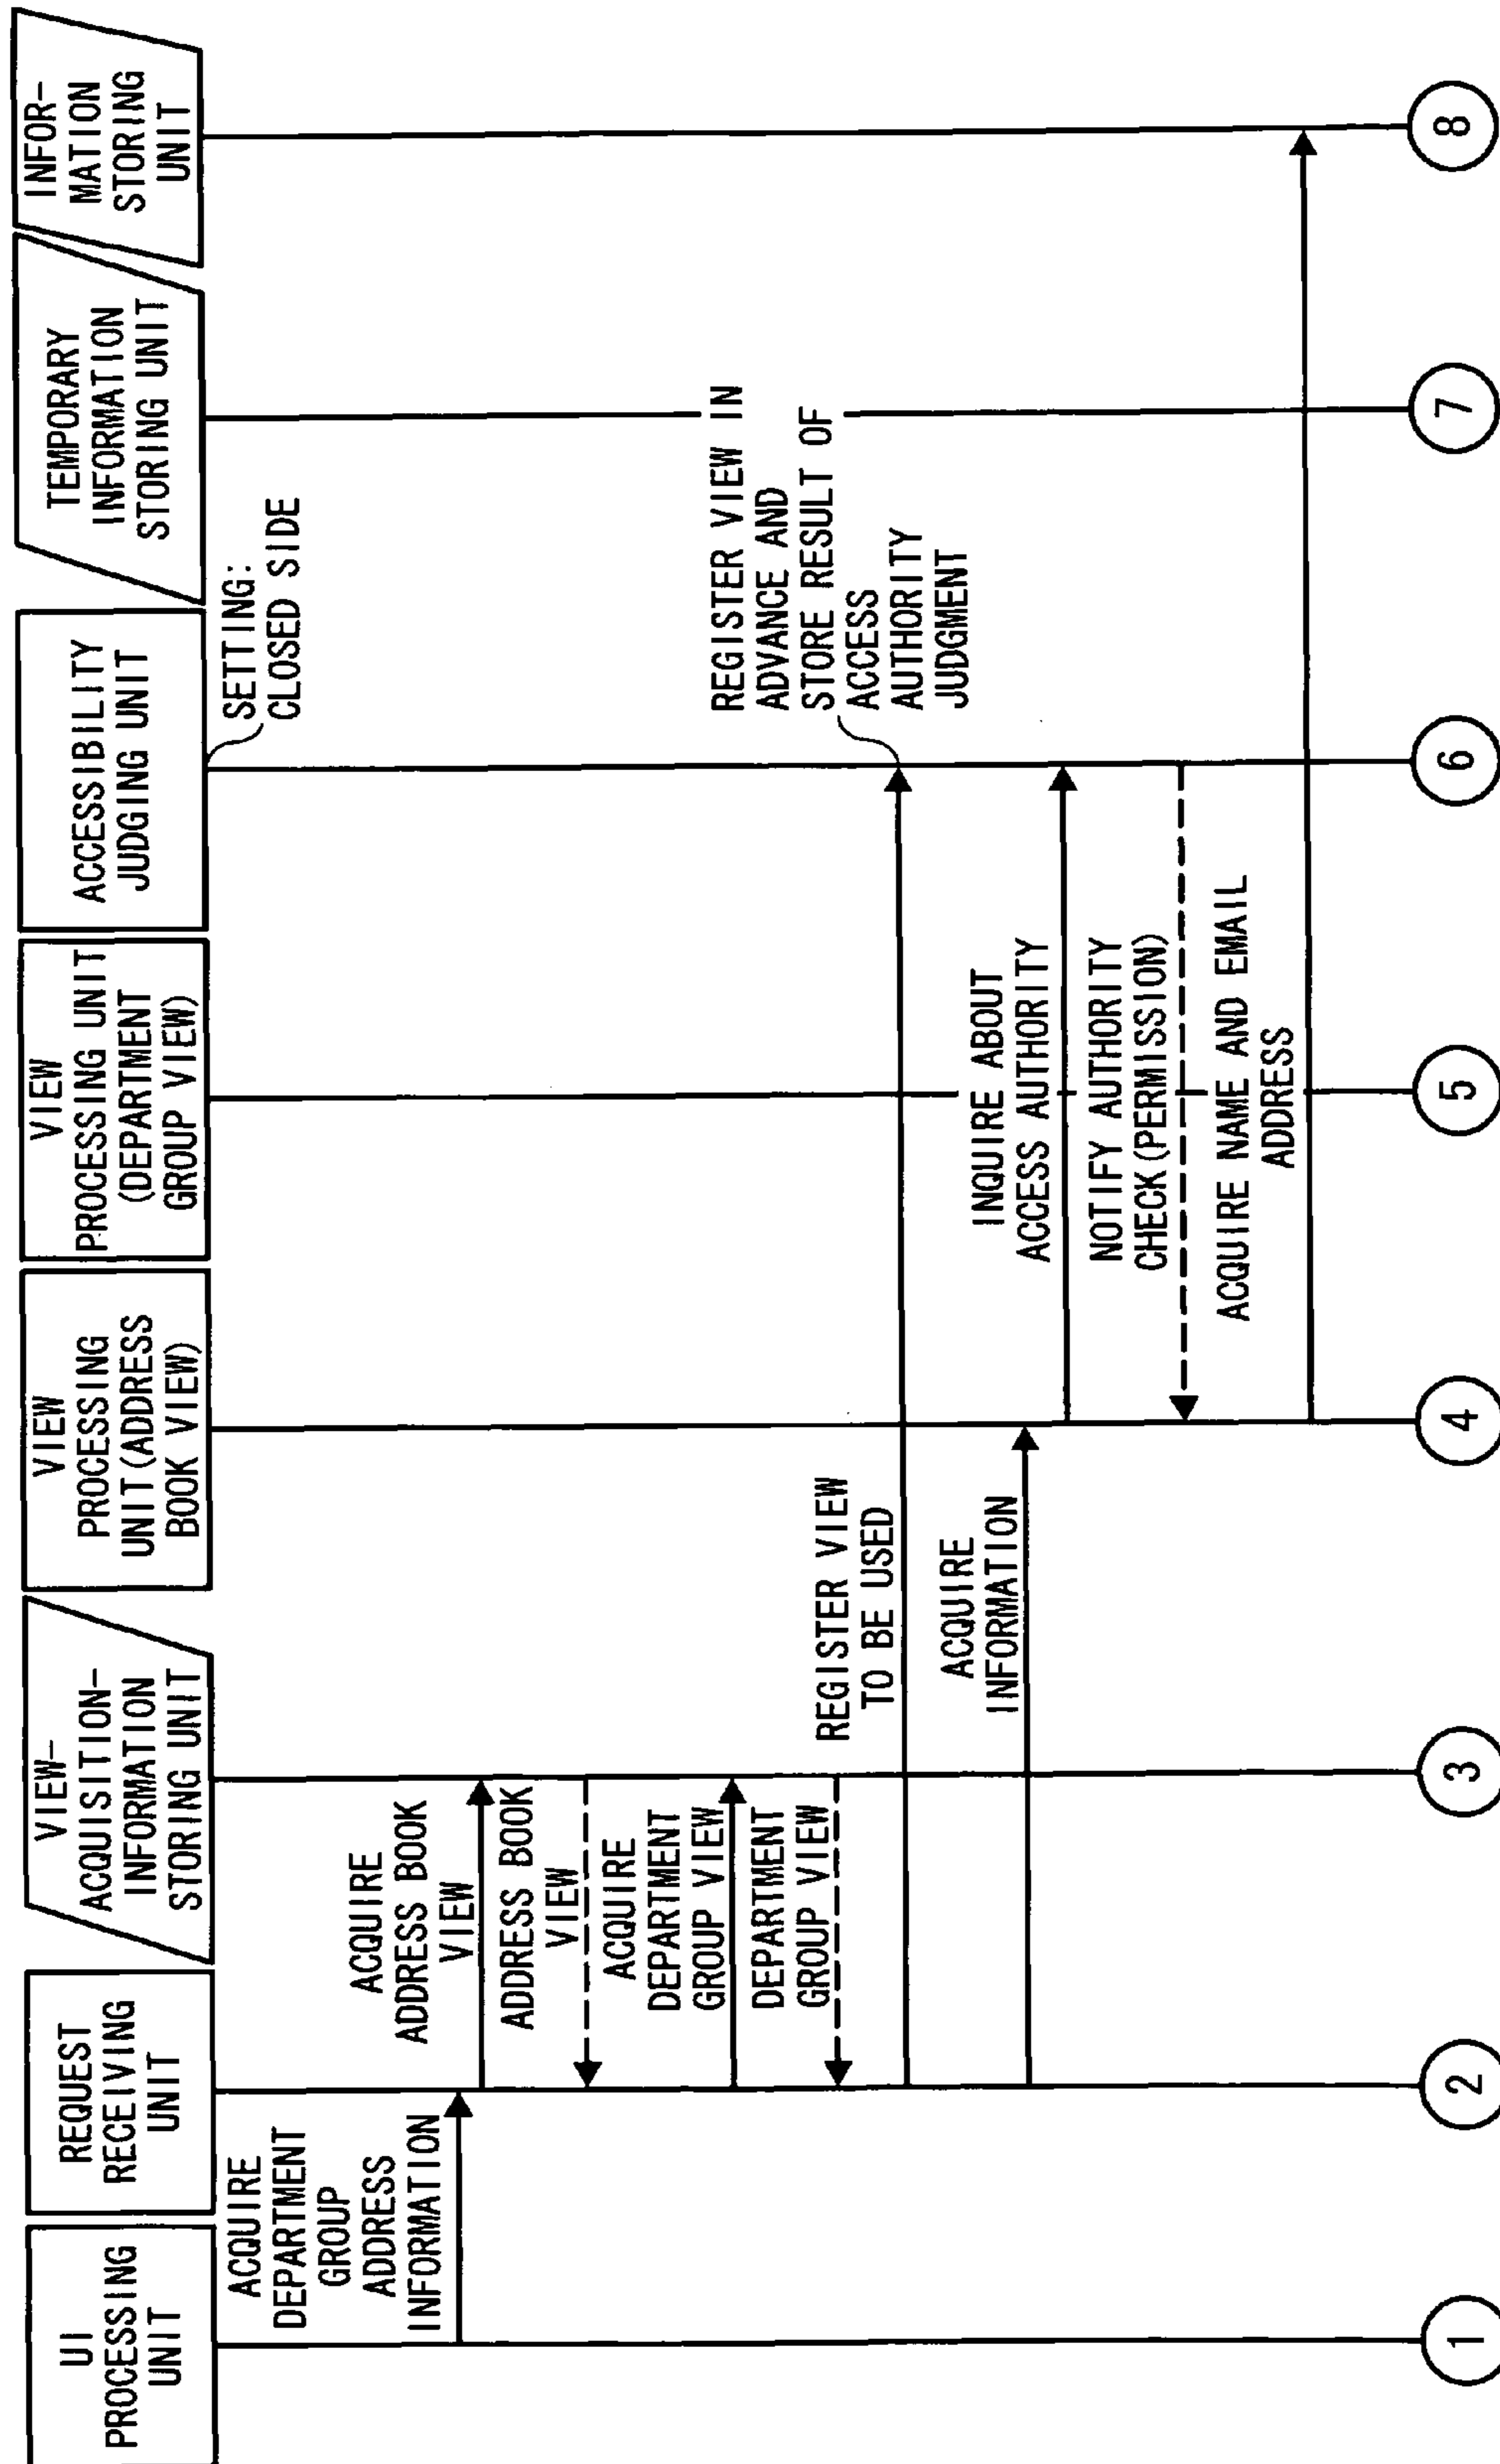 UI
PROCESSING
UNIT
REQUEST
RECEIVING
UNIT
VIEW-
ACQUISITION-
INFORMATION
STORING UNIT
VIEW
PROCESSING
UNIT(ADDRESS
BOOK VIEW)
VIEW
PROCESSING UNIT
(DEPARTMENT
GROUP VIEW)
ACCESSIBILITY
JUDGING UNIT
TEMPORARY
INFORMATION
STORING UNIT
INFOR-
MATION
STORING
UNIT
SETTING:
CLOSED SIDE
ACQUIRE
DEPARTMENT
GROUP
ADDRESS
INFORMATION
ACQUIRE
ADDRESS BOOK
VIEW
ADDRESS BOOK
VIEW
ACQUIRE
DEPARTMENT
GROUP VIEW
DEPARTMENT
GROUP VIEW
REGISTER VIEW
TO BE USED
REGISTER VIEW IN
ADVANCE AND
STORE RESULT OF
ACCESS
AUTHORITY
JUDGMENT
ACQUIRE
INFORMATION
INQUIRE ABOUT
ACCESS AUTHORITY
NOTIFY AUTHORITY
CHECK(PERMISSION)
ACQUIRE NAME AND EMAIL
ADDRESS
1
2
3
4
5
6
7
8